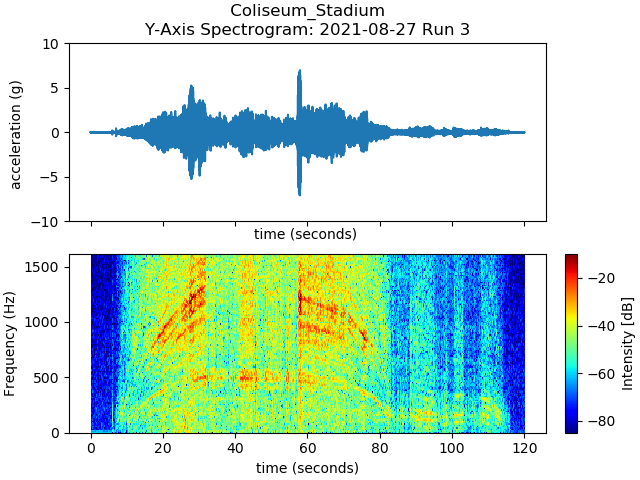 Coliseum_Stadium
Y-Axis Spectrogram: 2021-08-27 Run 3
10
5
0
−5
−10
acceleration (g)
time (seconds)
1500
1000
500
0
Frequency (Hz)
0 20 40 60 80 100 120
time (seconds)
−20
−40
−60
−80
Intensity [dB]